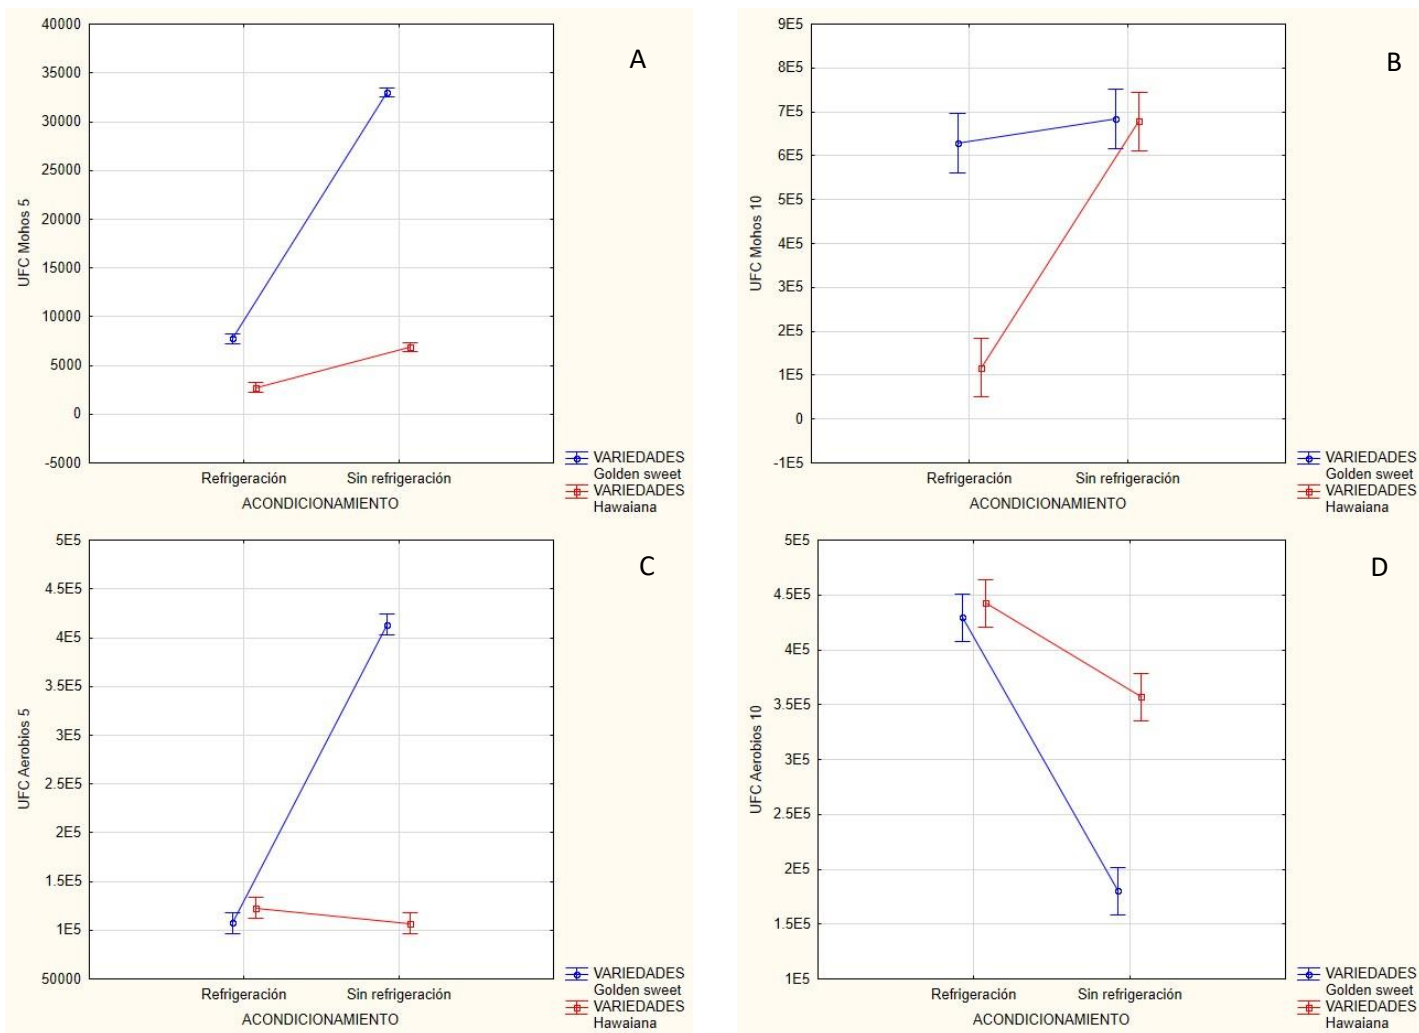 A
UFC Mohos 5
40000
35000
30000
25000
20000
15000
10000
5000
0
-5000
Refrigeración
Sin refrigeración
ACONDICIONAMIENTO
VARIEDADES
Golden sweet
VARIEDADES
Hawaiana
B
UFC Mohos 10
9E5
8E5
7E5
6E5
5E5
4E5
3E5
2E5
1E5
0
-1E5
Refrigeración
Sin refrigeración
ACONDICIONAMIENTO
VARIEDADES
Golden sweet
VARIEDADES
Hawaiana
C
UFC Aerobios 5
5E5
4.5E5
4E5
3.5E5
3E5
2.5E5
2E5
1.5E5
1E5
50000
Refrigeración
Sin refrigeración
ACONDICIONAMIENTO
VARIEDADES
Golden sweet
VARIEDADES
Hawaiana
D
UFC Aerobios 10
5E5
4.5E5
4E5
3.5E5
3E5
2.5E5
2E5
1.5E5
1E5
Refrigeración
Sin refrigeración
ACONDICIONAMIENTO
VARIEDADES
Golden sweet
VARIEDADES
Hawaiana